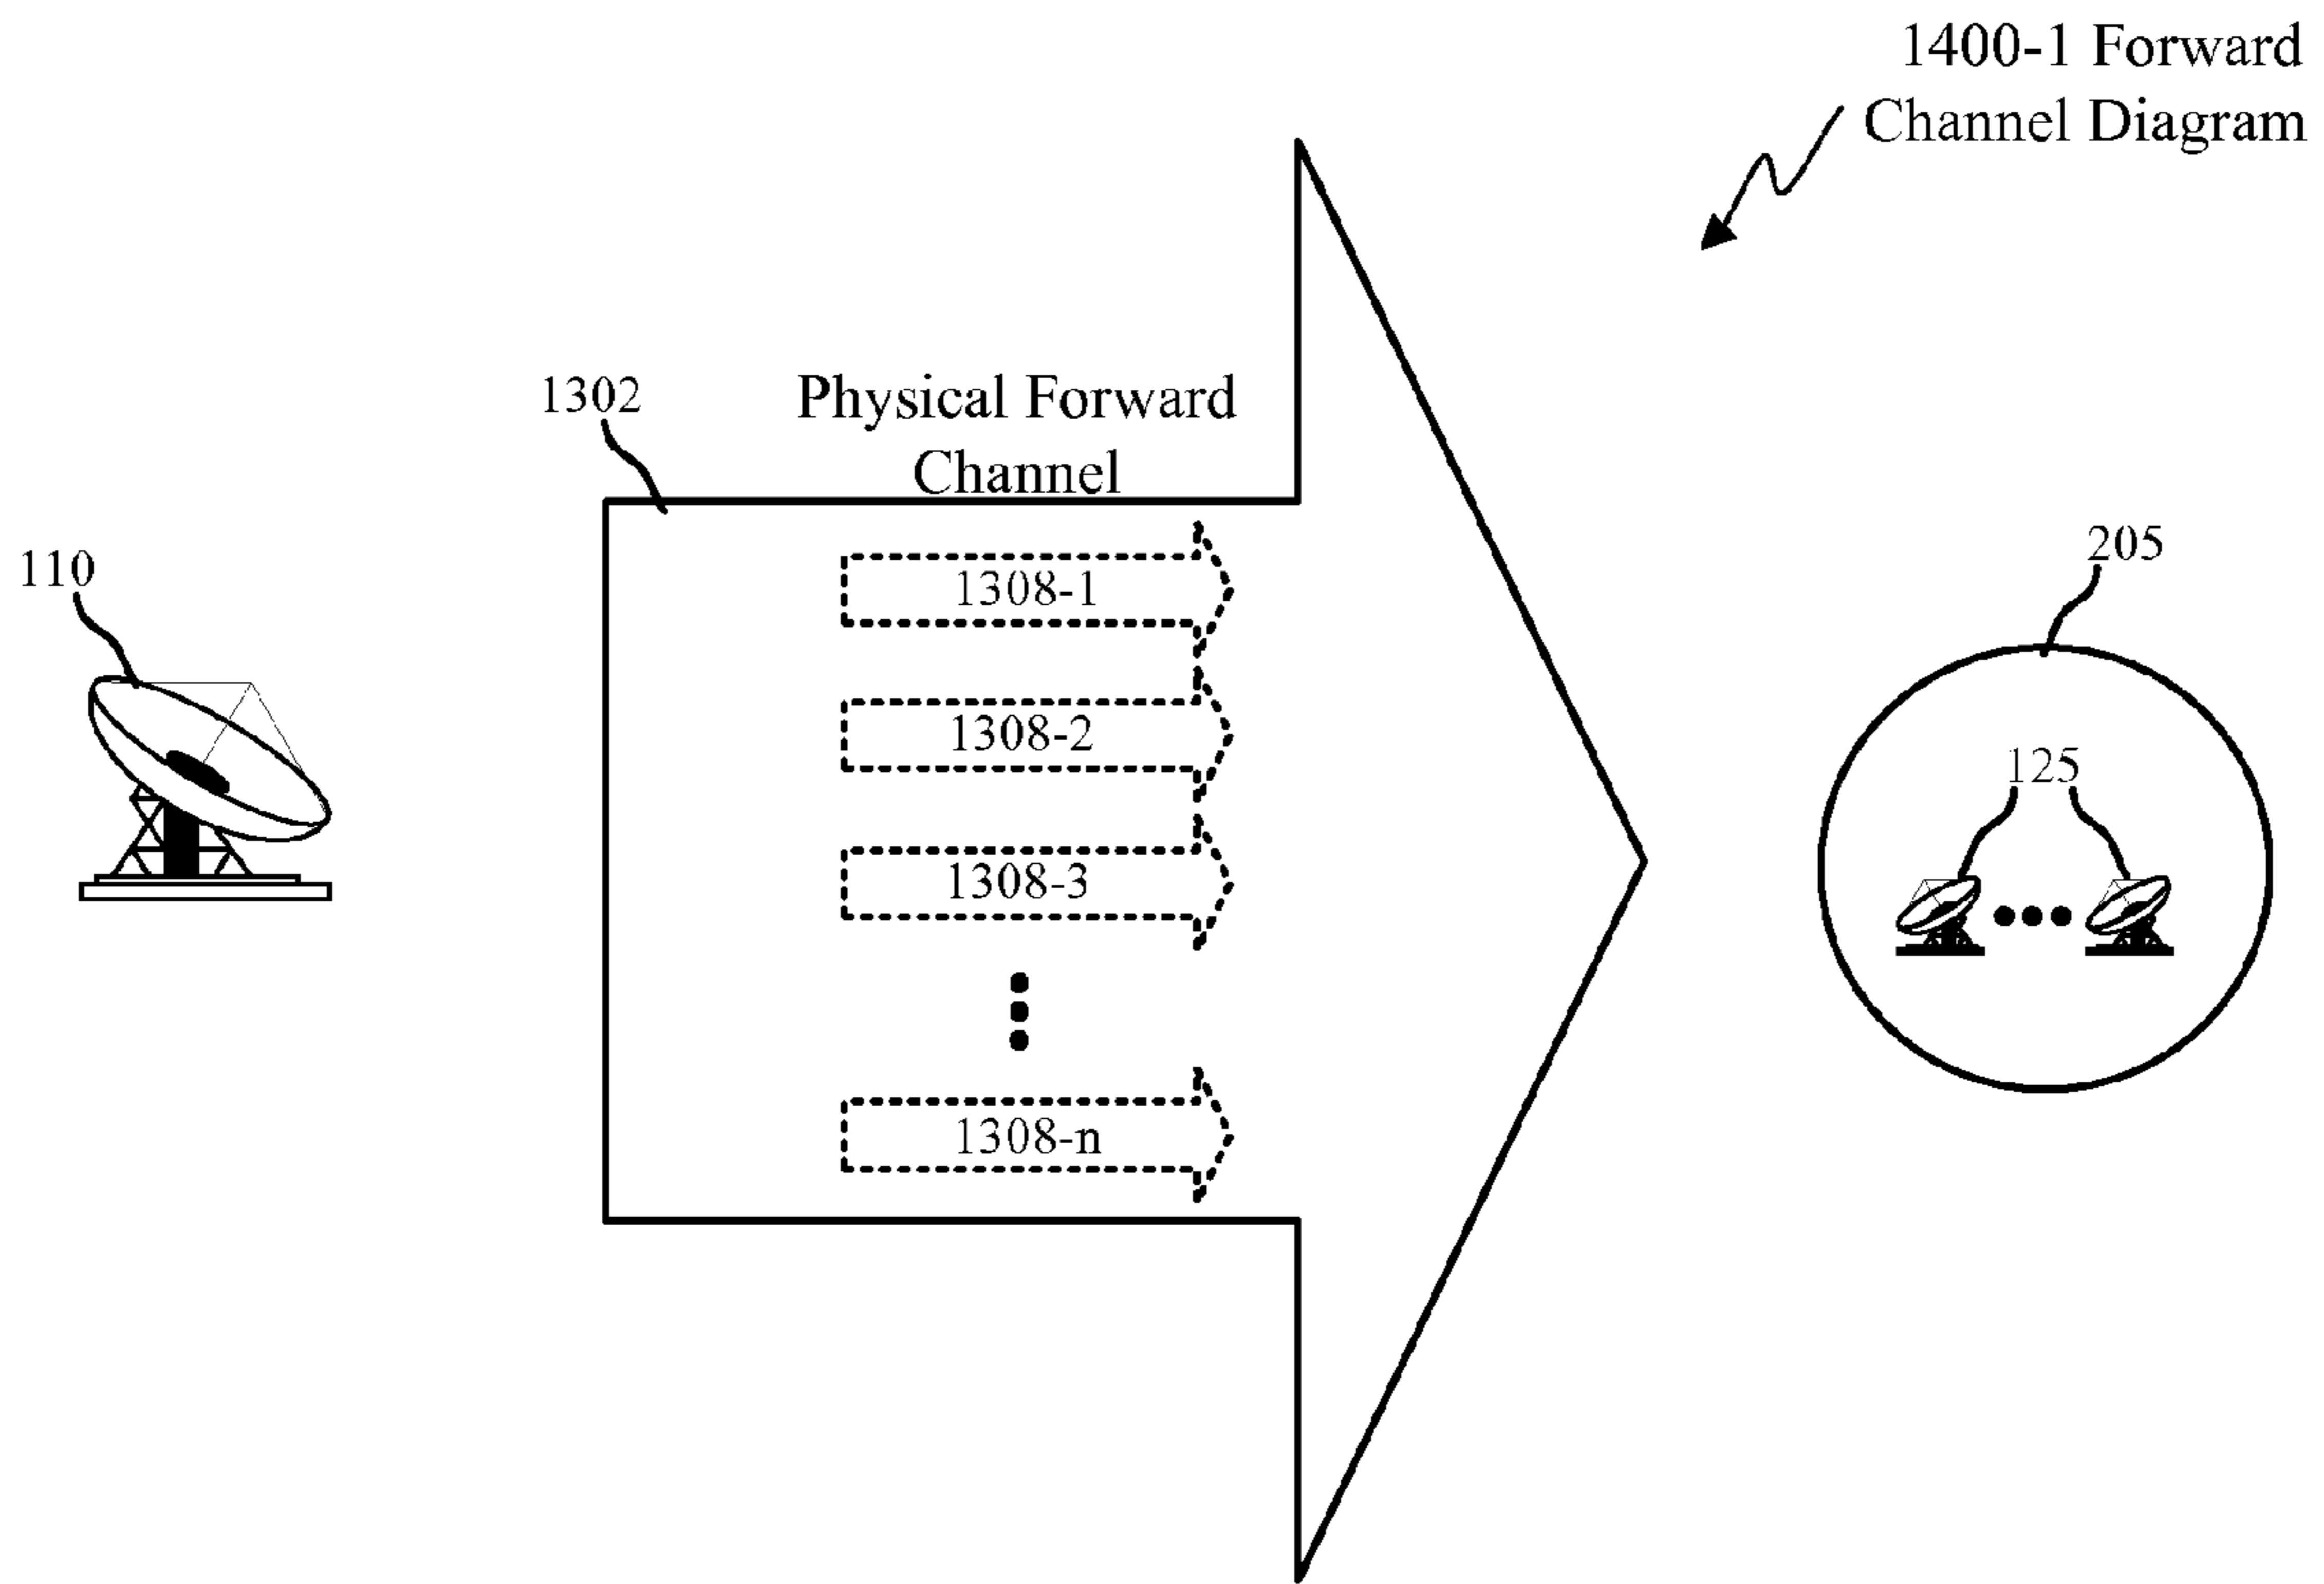 1400-1 Forward
Channel Diagram
1302
Physical Forward
Channel
110
1308-1
205
1308-2
125
1308-3
1308-n